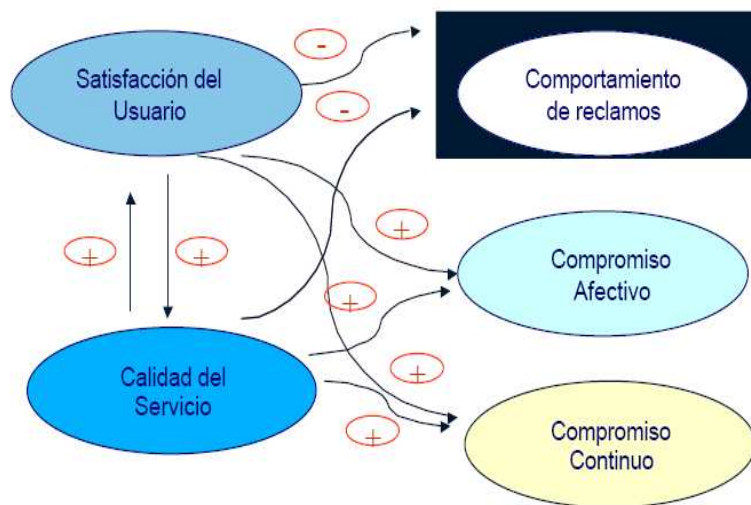 Satisfacción del
Usuario
-
-
Comportamiento
de reclamos
+
+
+
Compromiso
Afectivo
+
Calidad del
Servicio
+
+
Compromiso
Continuo